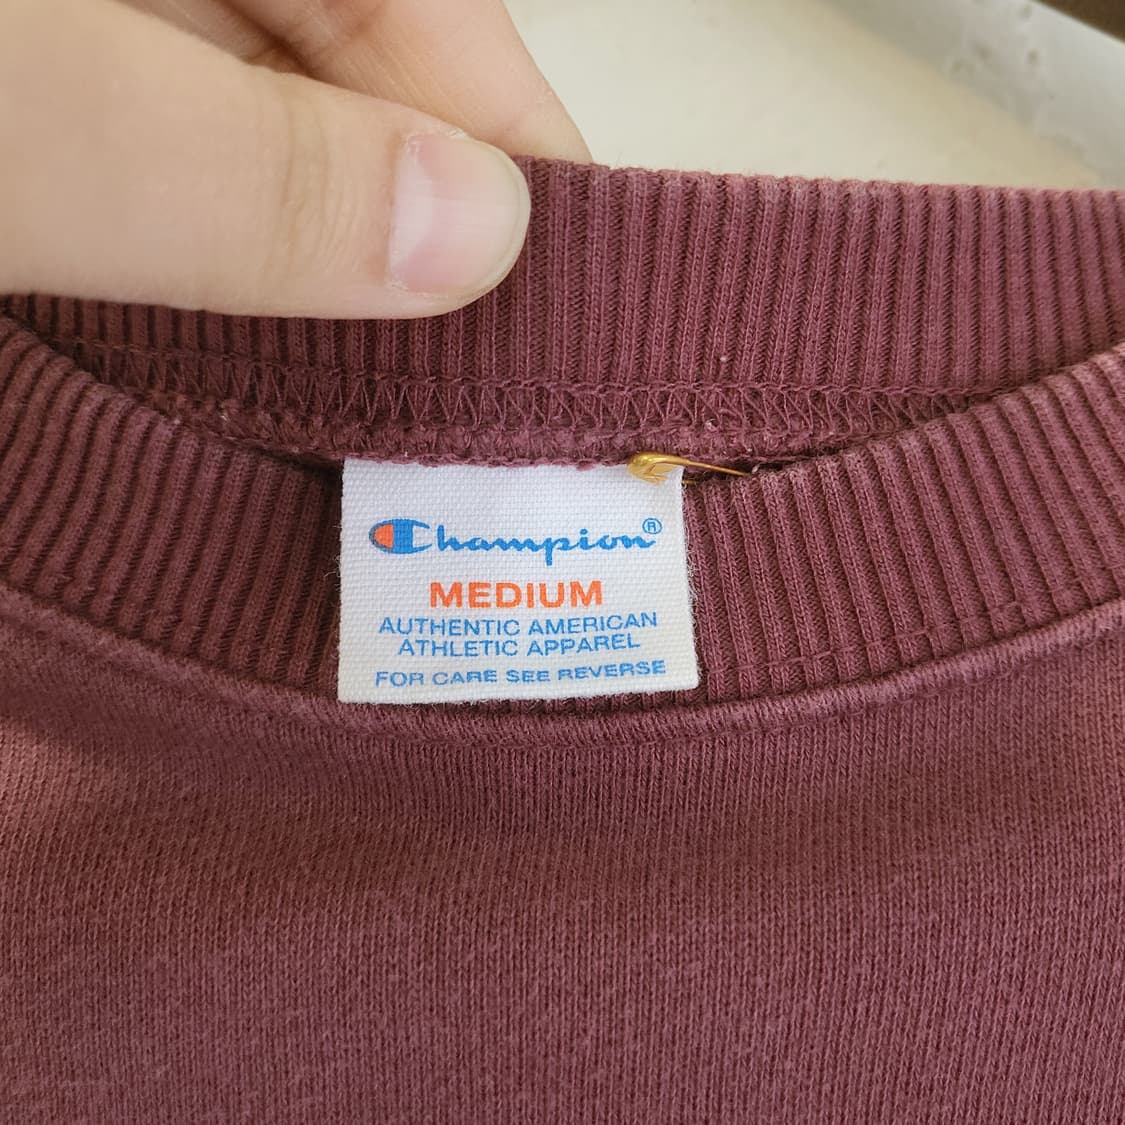 Champion®
MEDIUM
AUTHENTIC AMERICAN
ATHLETIC APPAREL
FOR CARE SEE REVERSE